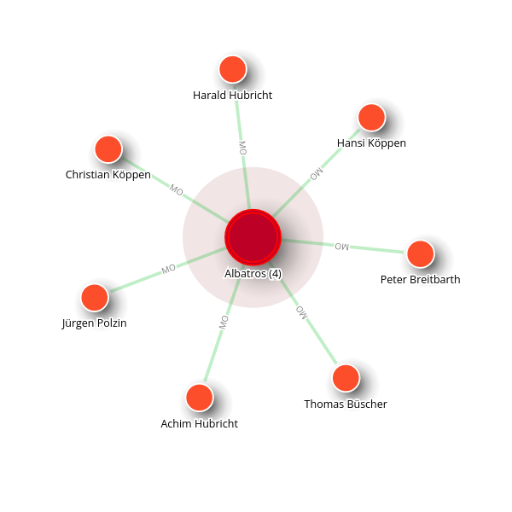 Harald Hubricht
Hansi Köppen
MO
MO
Christian Köppen
MO
MO
Albatros (4)
Peter Breitbarth
MO
Jürgen Polzin
MO
MO
Thomas Büscher
Achim Hubricht